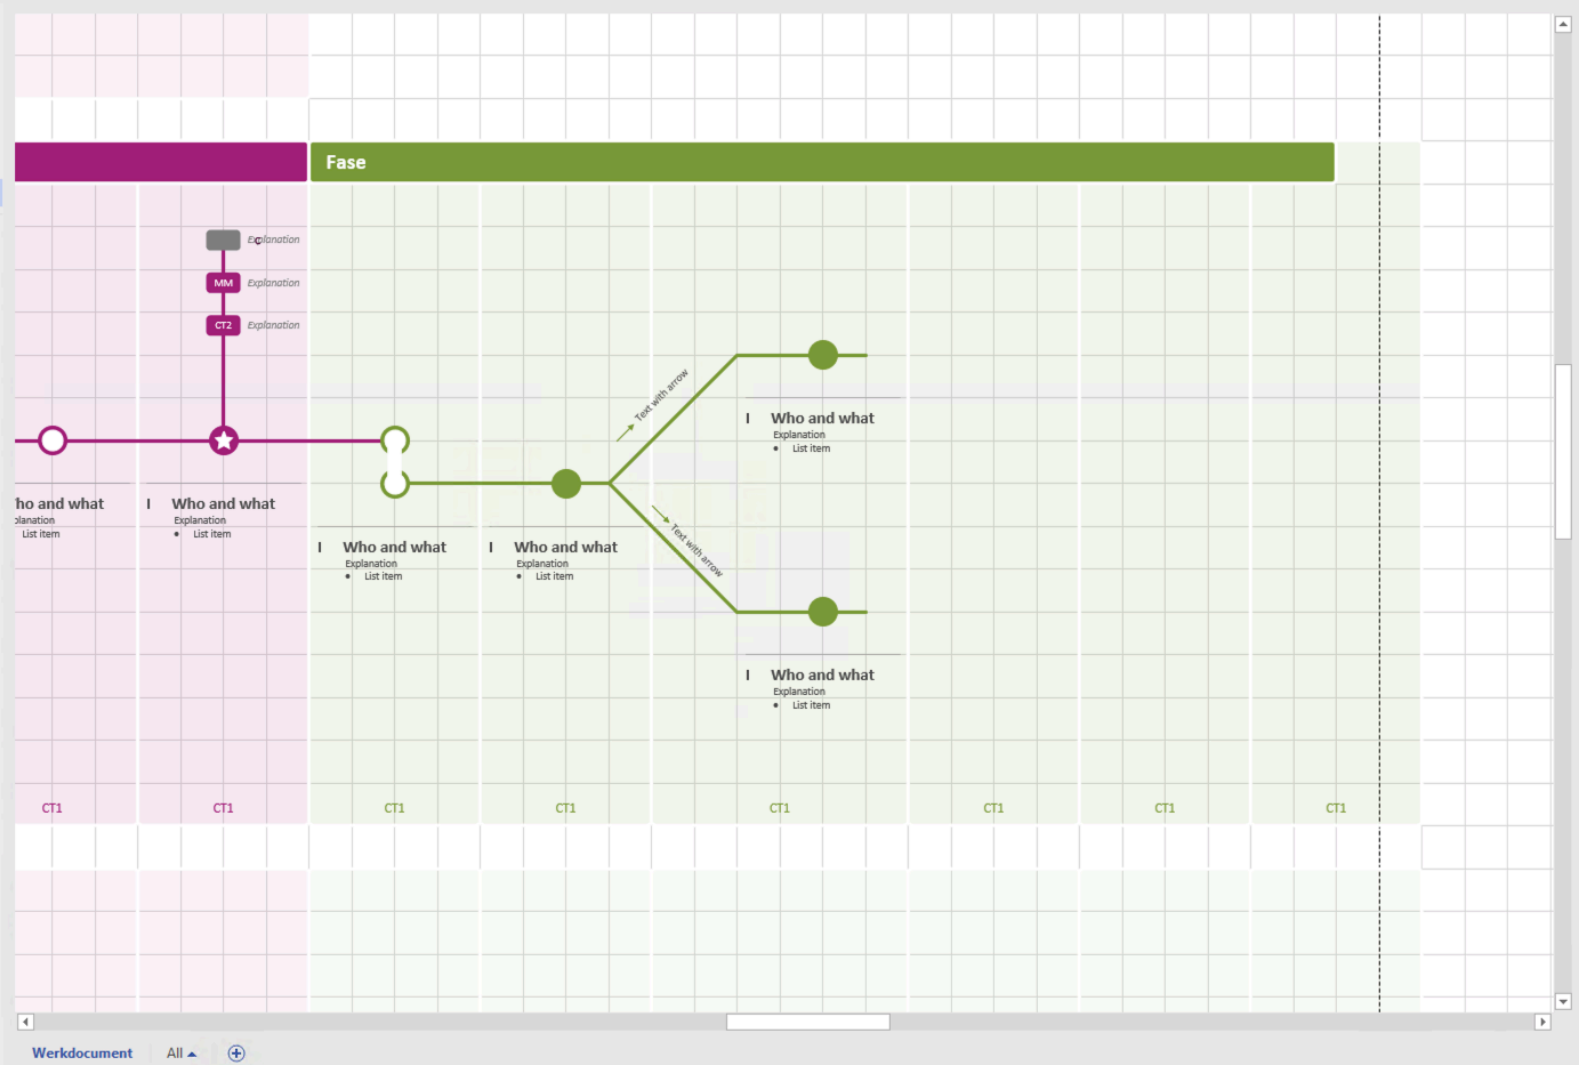 Fase
Explanation
MM
Explanation
CT2
Explanation
Text with arrow
I Who and what
Explanation
• List item
ho and what
planation
List item
I Who and what
Explanation
• List item
Text with arrow
I Who and what
Explanation
• List item
I Who and what
Explanation
• List item
I Who and what
Explanation
• List item
CT1 CT1 CT1 CT1 CT1 CT1 CT1 CT1
Werkdocument All